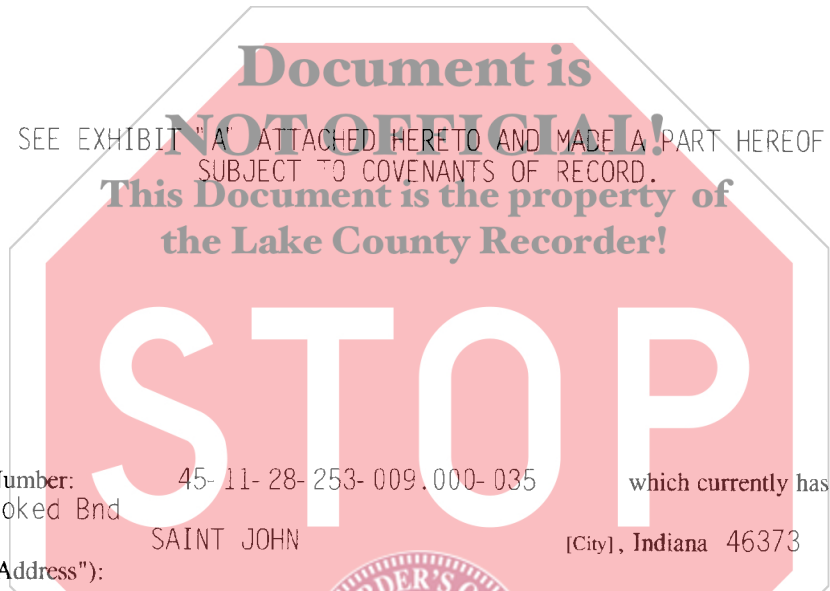 Document is
NOT OFFICIAL!
SEE EXHIBIT "A" ATTACHED HERETO AND MADE A PART HEREOF
SUBJECT TO COVENANTS OF RECORD.
This Document is the property of
the Lake County Recorder!
STOP
umber: 45-11-28-253-009.000-035 which currently has
oked Bnd
SAINT JOHN [City], Indiana 46373
Address"):
DER'S O